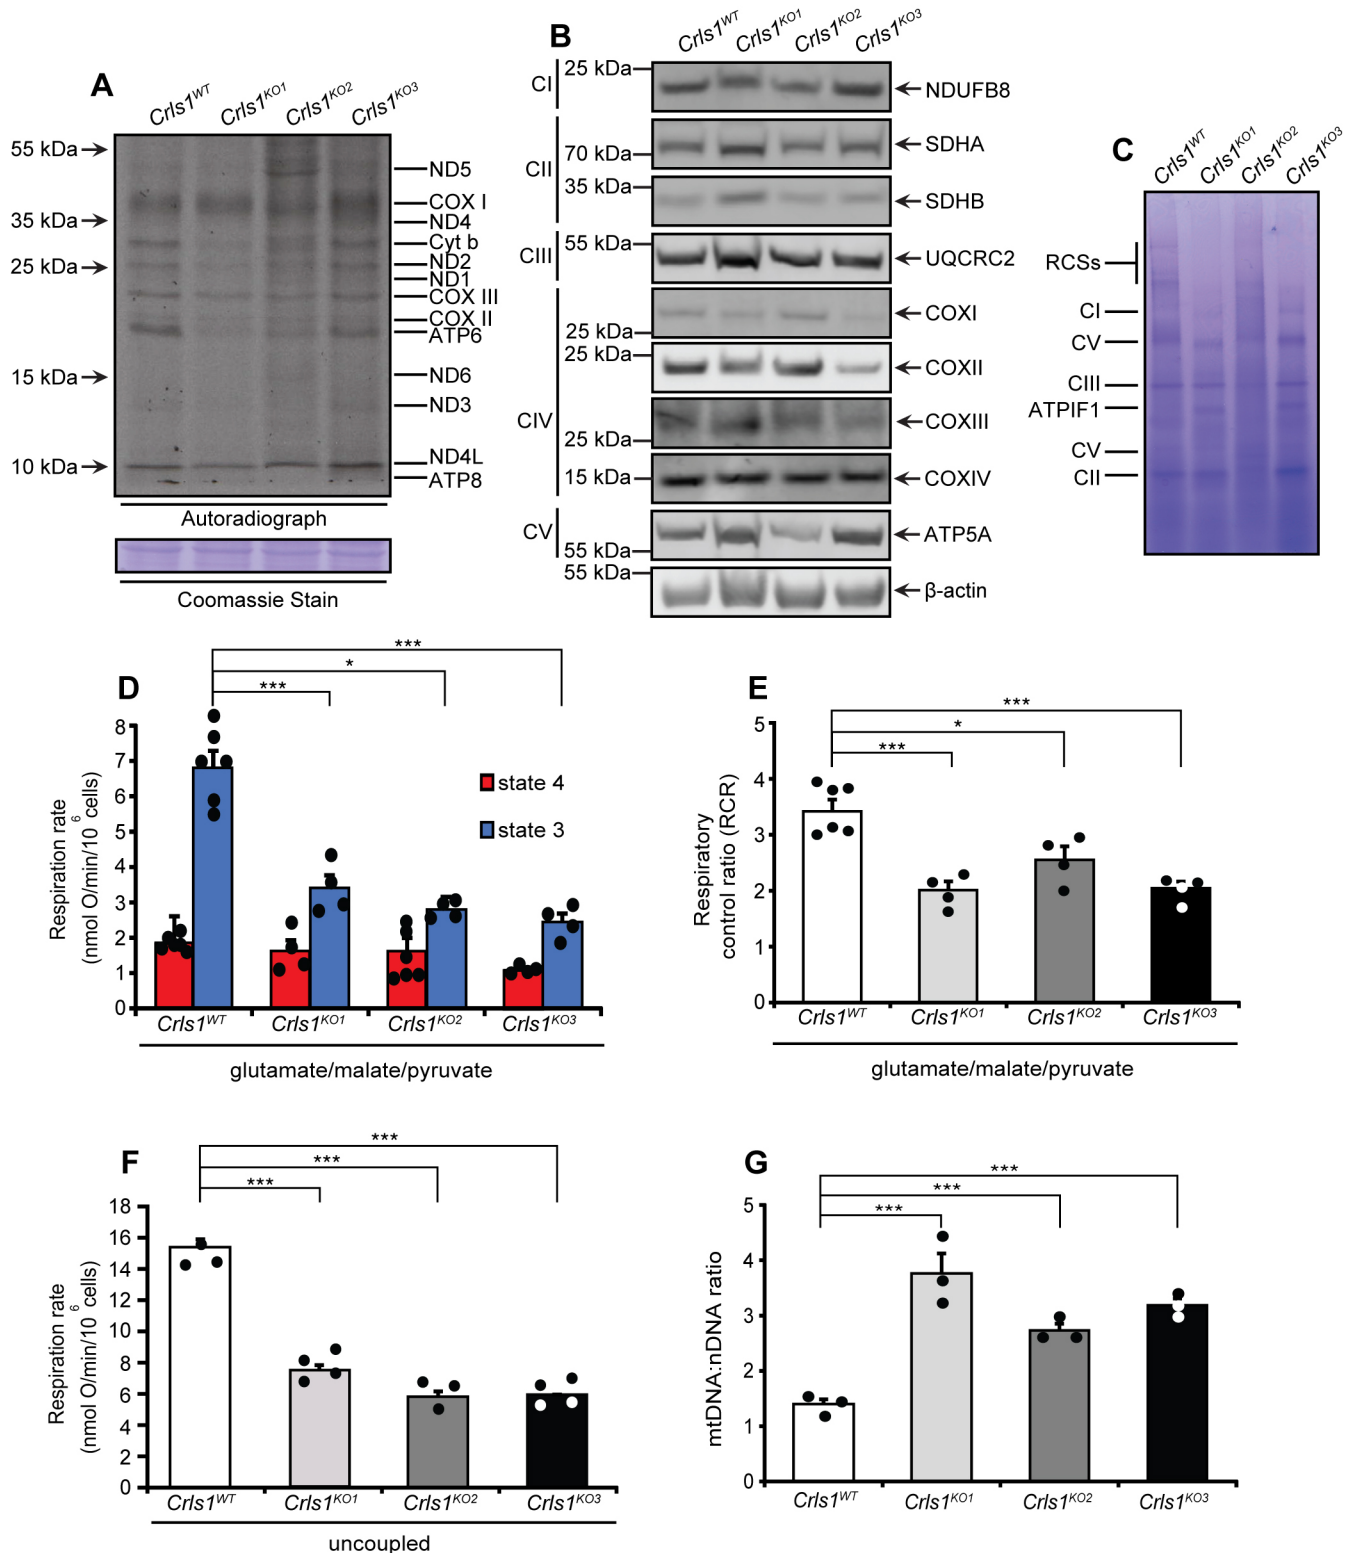 A
Crls1WT Crls1KO1 Crls1KO2 Crls1KO3
55 kDa
35 kDa
25 kDa
15 kDa
10 kDa
ND5
COX I
ND4
Cyt b
ND2
ND1
COX III
COX II
ATP6
ND6
ND3
ND4L
ATP8
Autoradiograph
Coomassie Stain
B
Crls1WT Crls1KO1 Crls1KO2 Crls1KO3
CI 25 kDa NDUFB8
CII
70 kDa SDHA
35 kDa SDHB
CIII 55 kDa UQCRC2
CIV
25 kDa COXI
25 kDa COXII
25 kDa COXIII
15 kDa COXIV
CV 55 kDa ATP5A
55 kDa β-actin
C
Crls1WT Crls1KO1 Crls1KO2 Crls1KO3
RCSs
CI
CV
CIII
ATPIF1
CV
CII
D
***
*
***
Respiration rate
(nmol O/min/10 6 cells)
8
7
6
5
4
3
2
1
0
state 4
state 3
Crls1WT Crls1KO1 Crls1KO2 Crls1KO3
glutamate/malate/pyruvate
E
***
*
***
Respiratory
control ratio (RCR)
5
4
3
2
1
0
Crls1WT Crls1KO1 Crls1KO2 Crls1KO3
glutamate/malate/pyruvate
F
***
***
***
Respiration rate
(nmol O/min/10 6 cells)
18
16
14
12
10
8
6
4
2
0
Crls1WT Crls1KO1 Crls1KO2 Crls1KO3
uncoupled
G
***
***
***
mtDNA:nDNA ratio
5
4
3
2
1
0
Crls1WT Crls1KO1 Crls1KO2 Crls1KO3